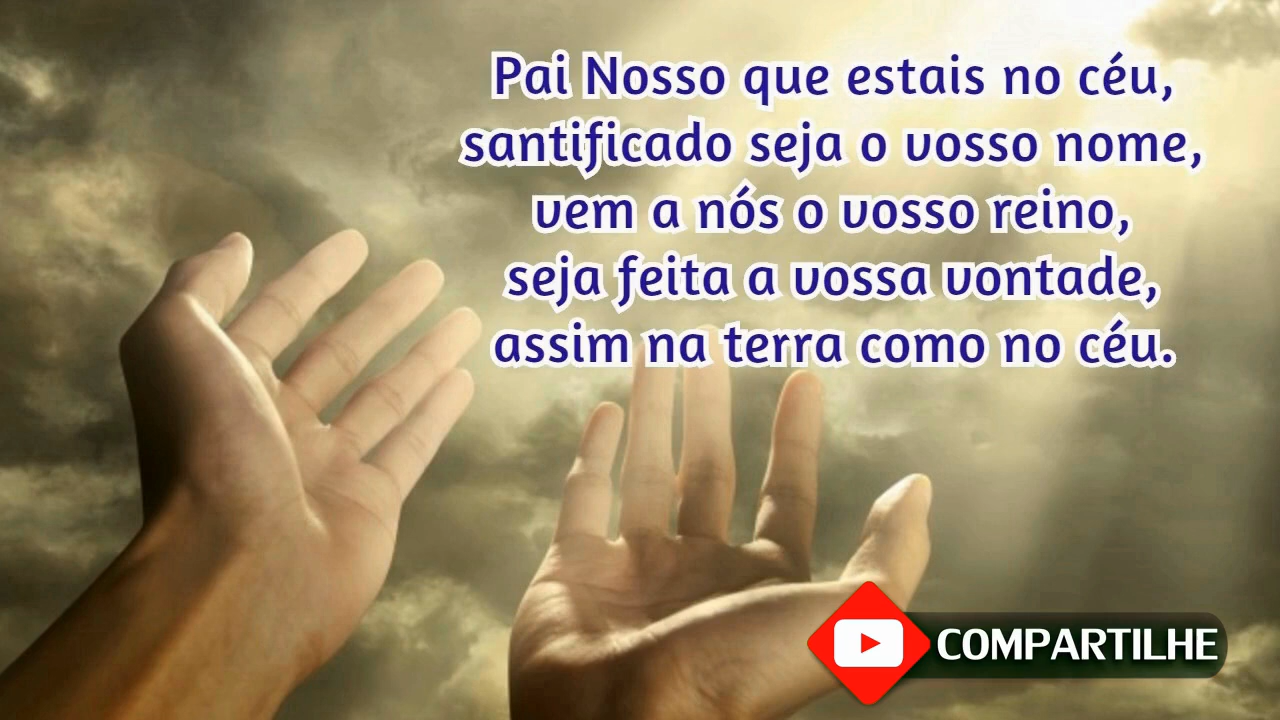 Pai Nosso que estais no céu,
santificado seja o vosso nome,
vem a nós o vosso reino,
seja feita a vossa vontade,
assim na terra como no céu.
COMPARTILHE